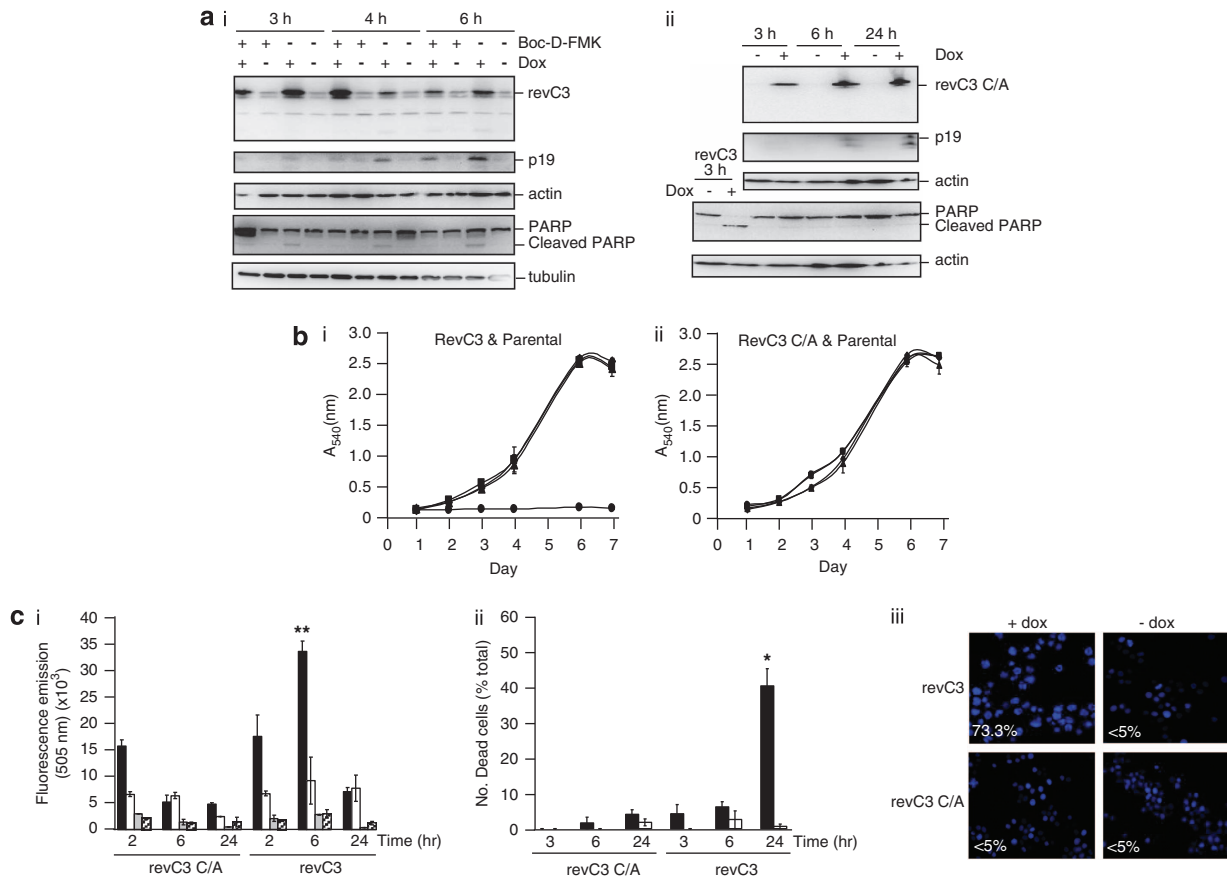 a i
3 h 4 h 6 h
+ + - - + + - - + + - - Boc-D-FMK
+ - + - + - + - + - + - Dox
revC3
p19
actin
PARP
Cleaved PARP
tubulin
ii
3 h 6 h 24 h
- + - + - + Dox
revC3 C/A
p19
revC3
3 h
actin
Dox - +
PARP
Cleaved PARP
actin
b i
RevC3 & Parental
A540(nm)
3.0
2.5
2.0
1.5
1.0
0.5
0
0 1 2 3 4 5 6 7
Day
ii
RevC3 C/A & Parental
A540(nm)
3.0
2.5
2.0
1.5
1.0
0.5
0
0 1 2 3 4 5 6 7
Day
c i
Fluorescence emission
(505 nm) (x10³)
40
35
30
25
20
15
10
5
0
**
2 6 24 2 6 24 Time (hr)
revC3 C/A revC3
ii
No. Dead cells (% total)
60
50
40
30
20
10
0
*
3 6 24 3 6 24 Time (hr)
revC3 C/A revC3
iii
+ dox - dox
revC3
73.3% <5%
revC3 C/A
<5% <5%